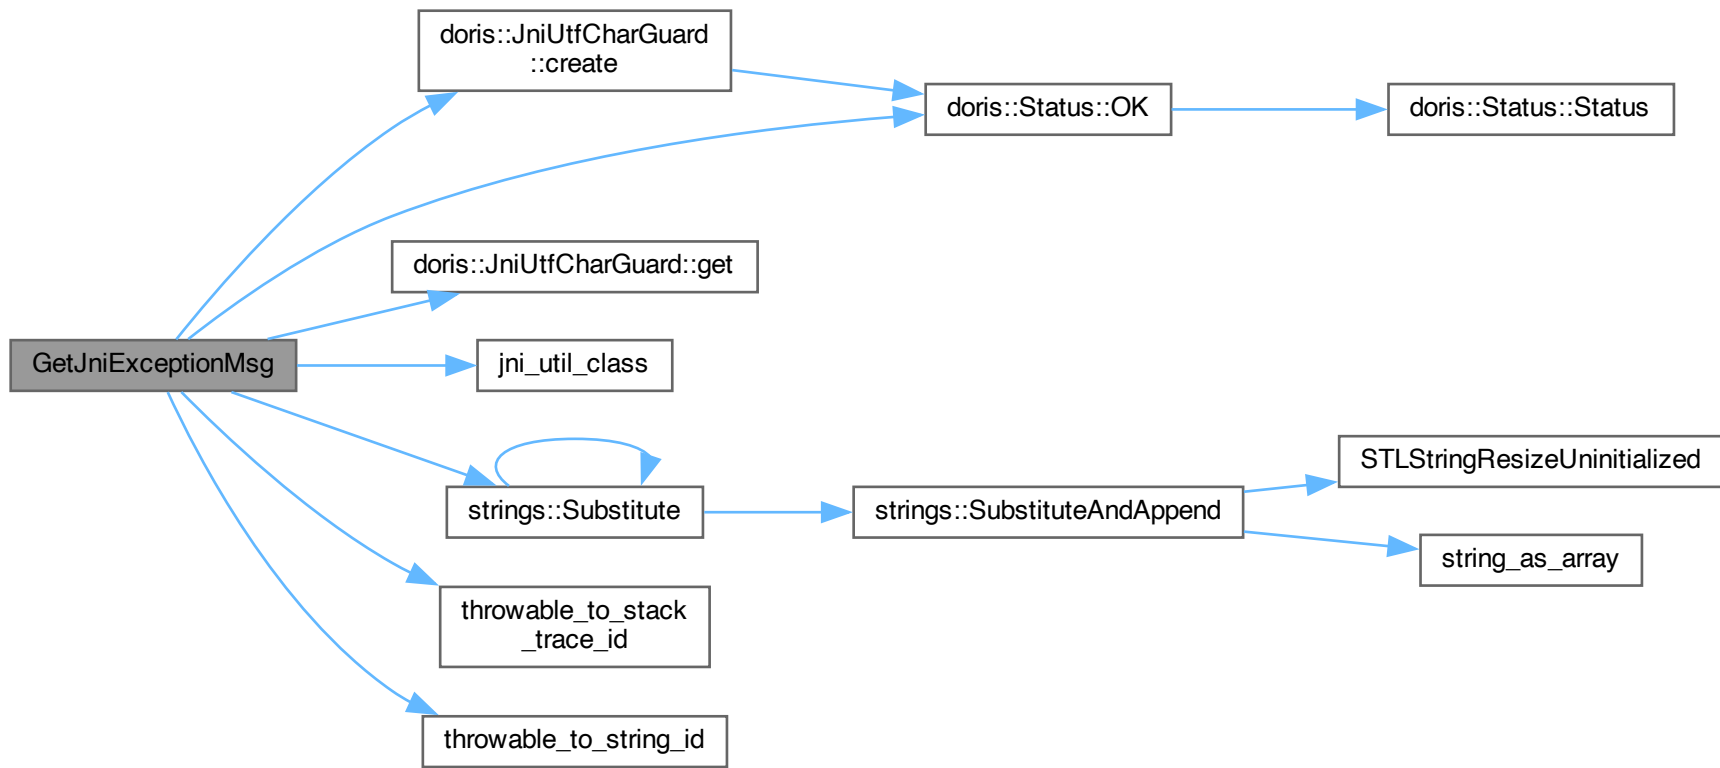 doris::JniUtfCharGuard
::create
doris::Status::OK
doris::Status::Status
doris::JniUtfCharGuard::get
GetJniExceptionMsg
jni_util_class
STLStringResizeUninitialized
strings::Substitute
strings::SubstituteAndAppend
string_as_array
throwable_to_stack
_trace_id
throwable_to_string_id